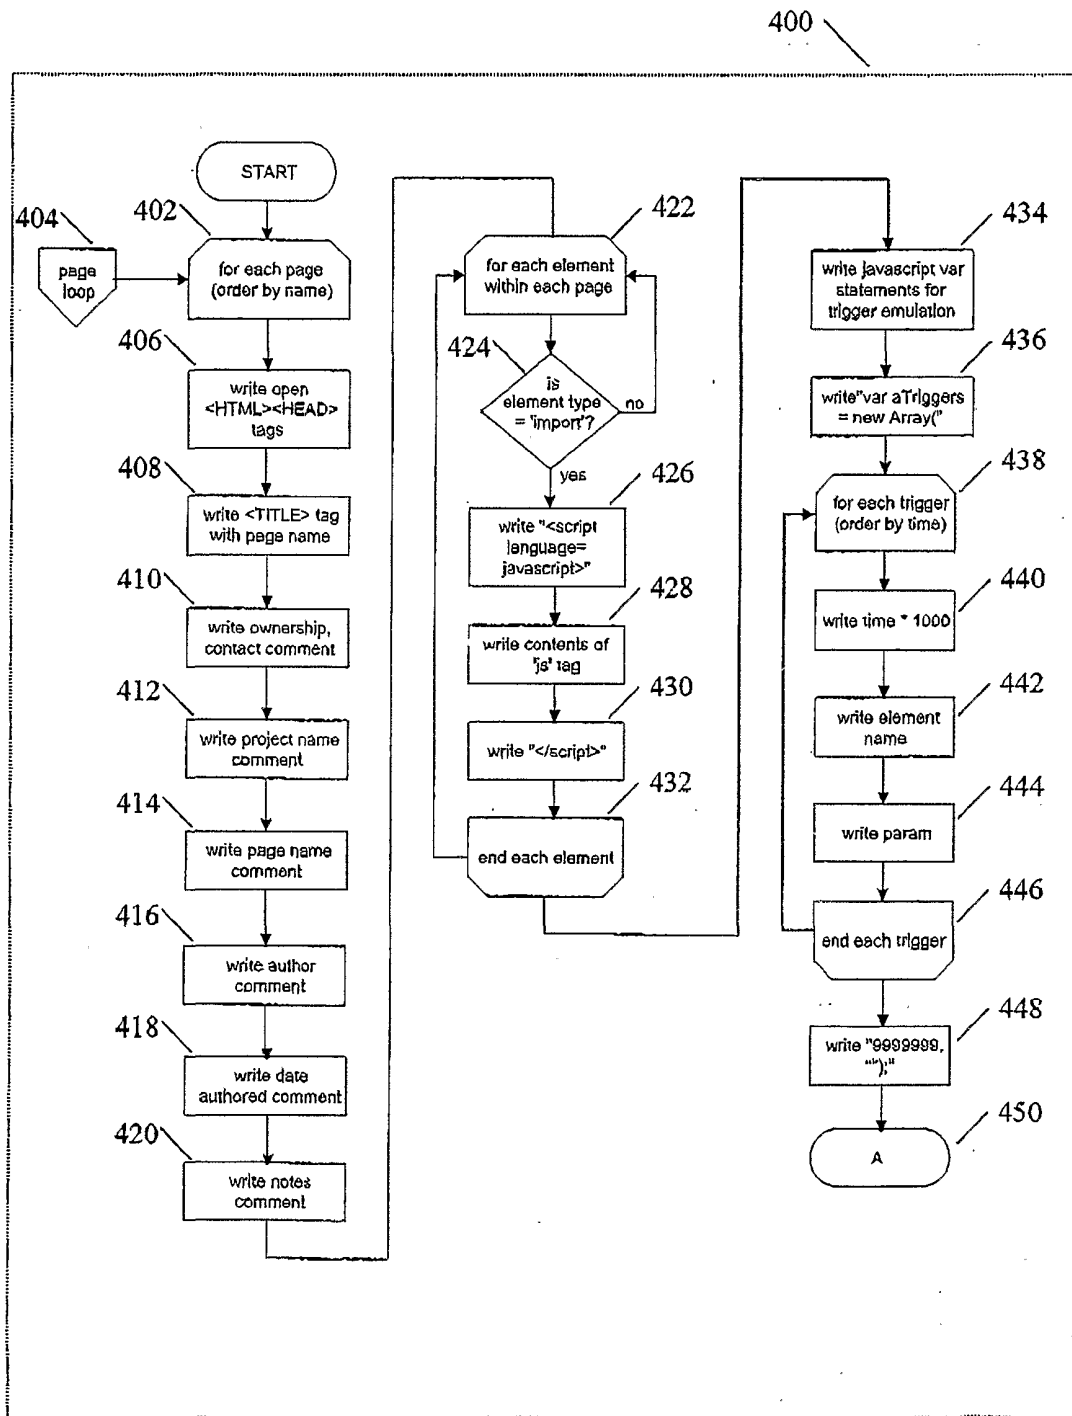 400
START
404
402
page
loop
for each page
(order by name)
406
write open
<HTML><HEAD>
tags
408
write <TITLE> tag
with page name
410
write ownership,
contact comment
412
write project name
comment
414
write page name
comment
416
write author
comment
418
write date
authored comment
420
write notes
comment
422
for each element
within each page
424
is
element type
= 'import'?
no
yes
426
write "<script
language=
javascript>"
428
write contents of
'js' tag
430
write "</script>"
432
end each element
434
write javascript var
statements for
trigger emulation
436
write"var aTriggers
= new Array("
438
for each trigger
(order by time)
440
write time * 1000
442
write element
name
444
write param
446
end each trigger
448
write "9999999,
"");"
450
A